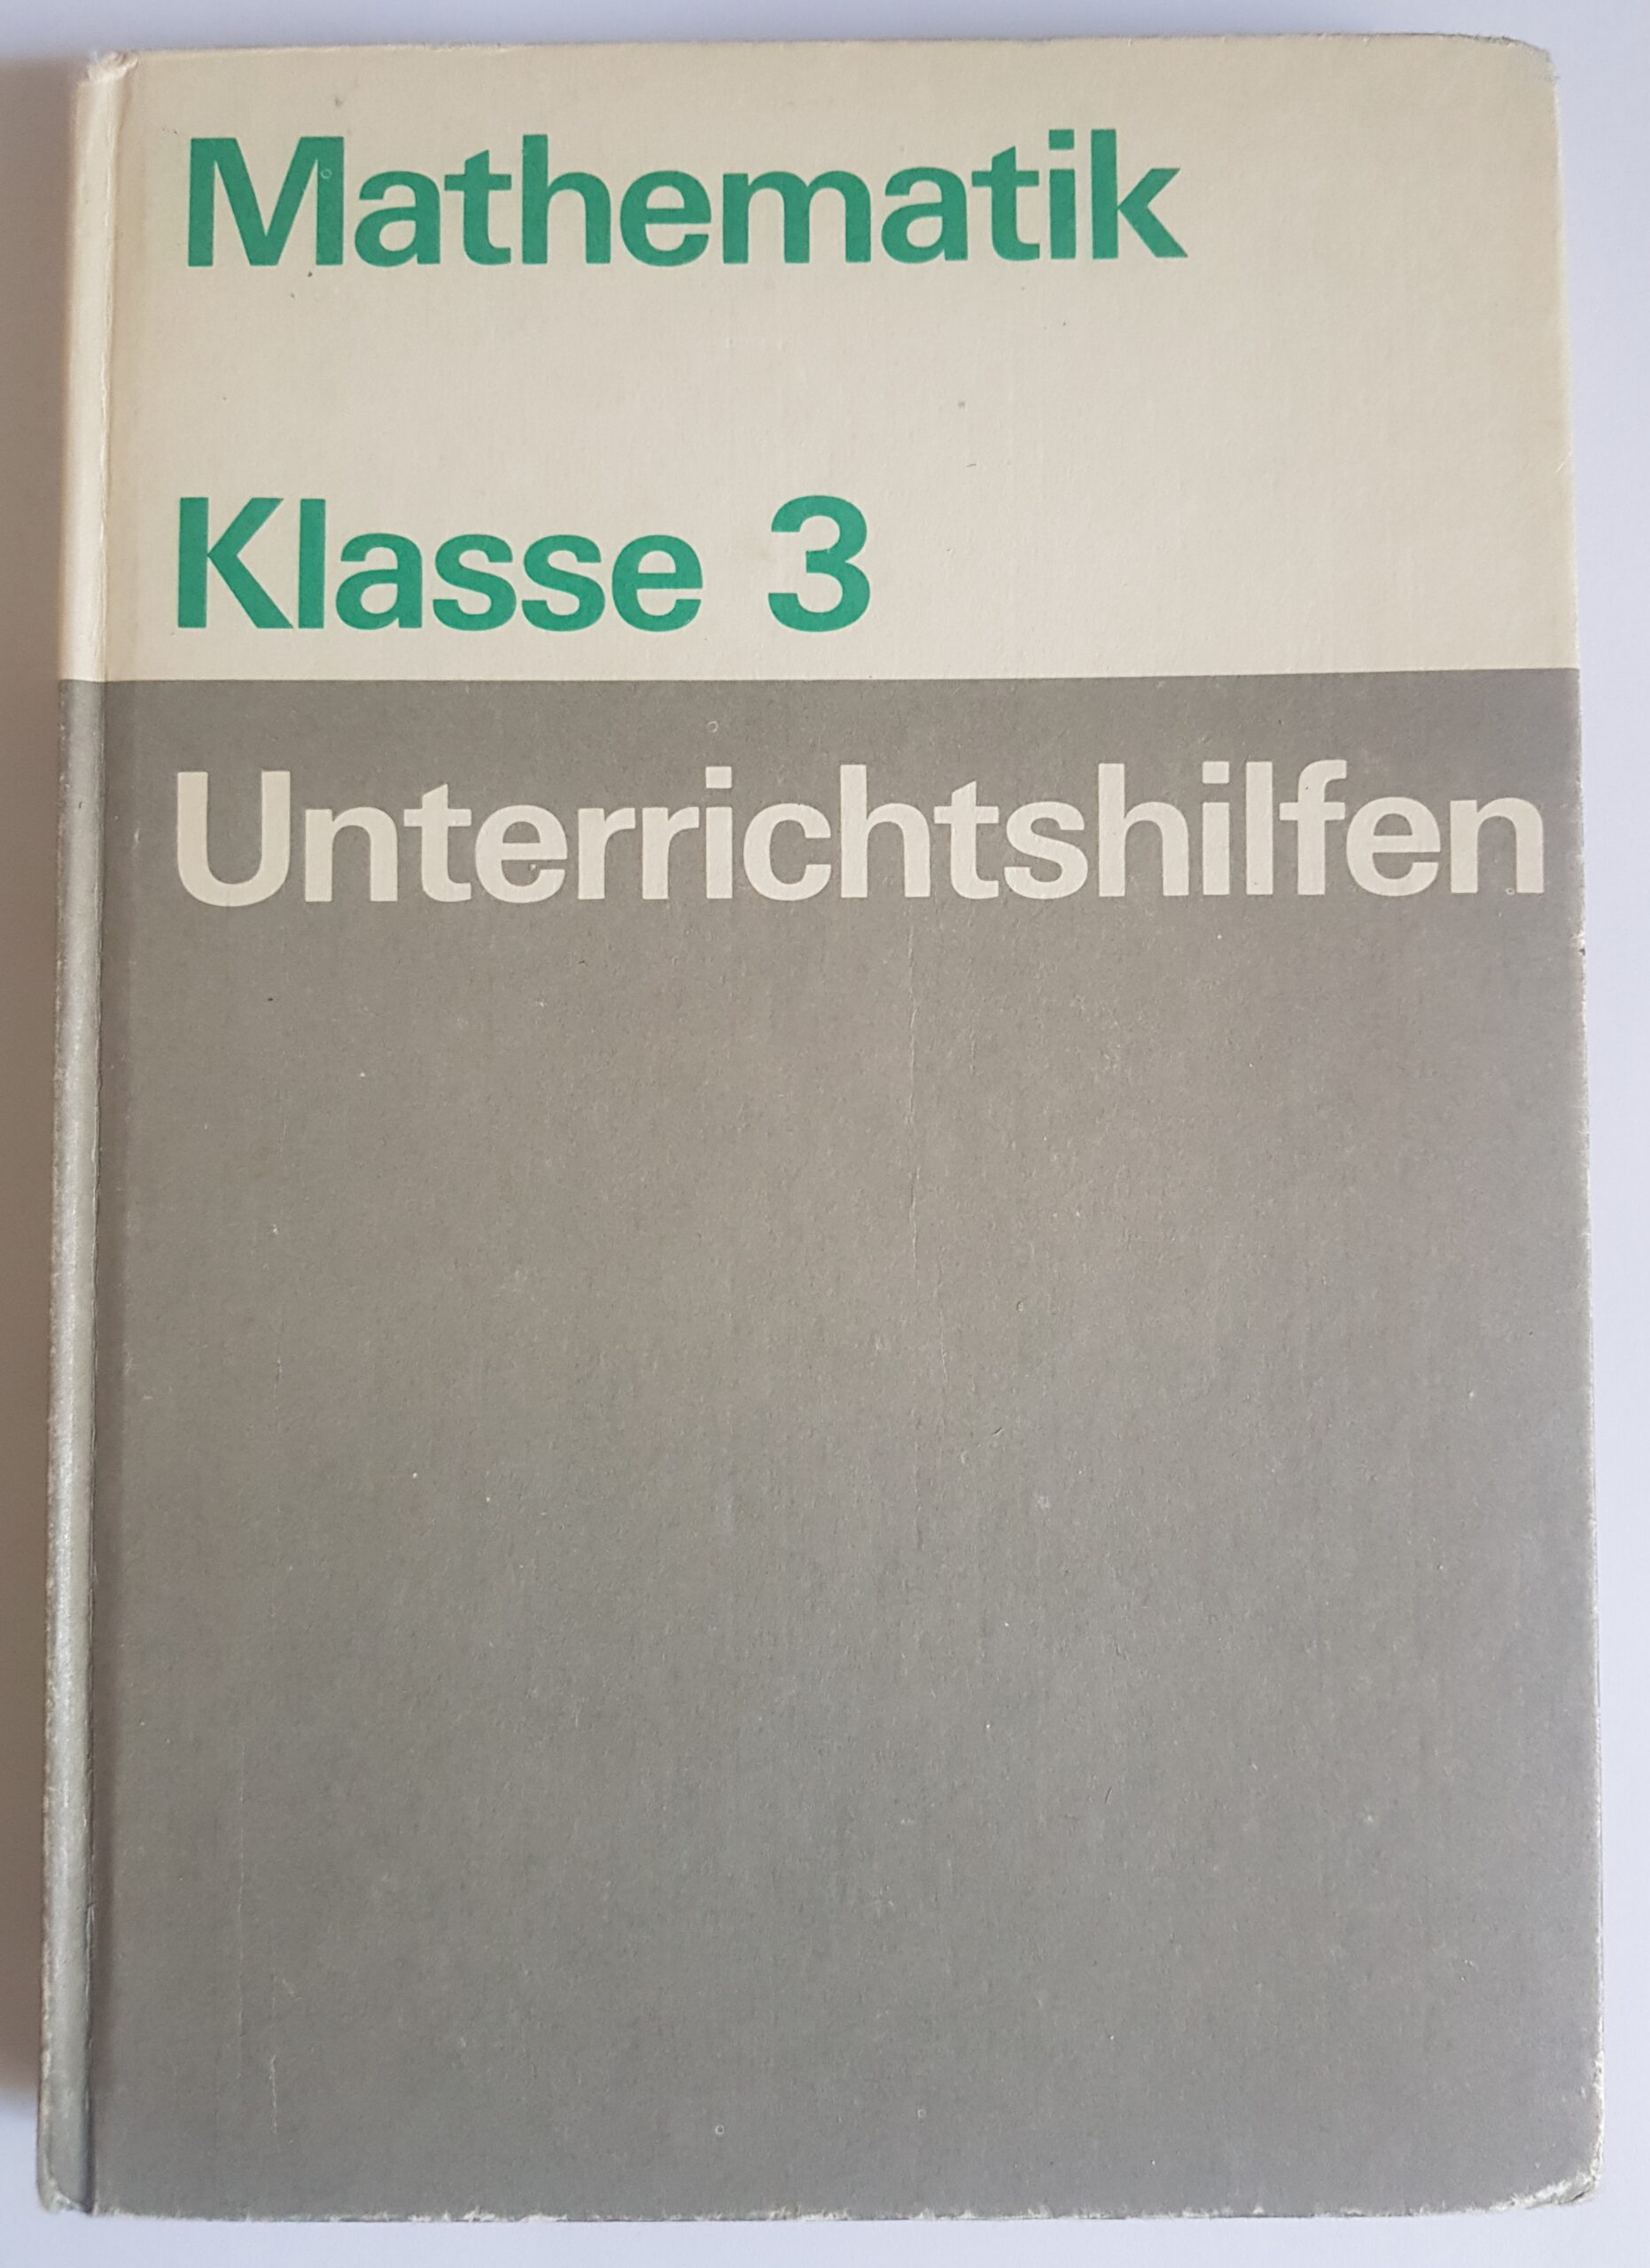 Mathematik
Klasse 3
Unterrichtshilfen